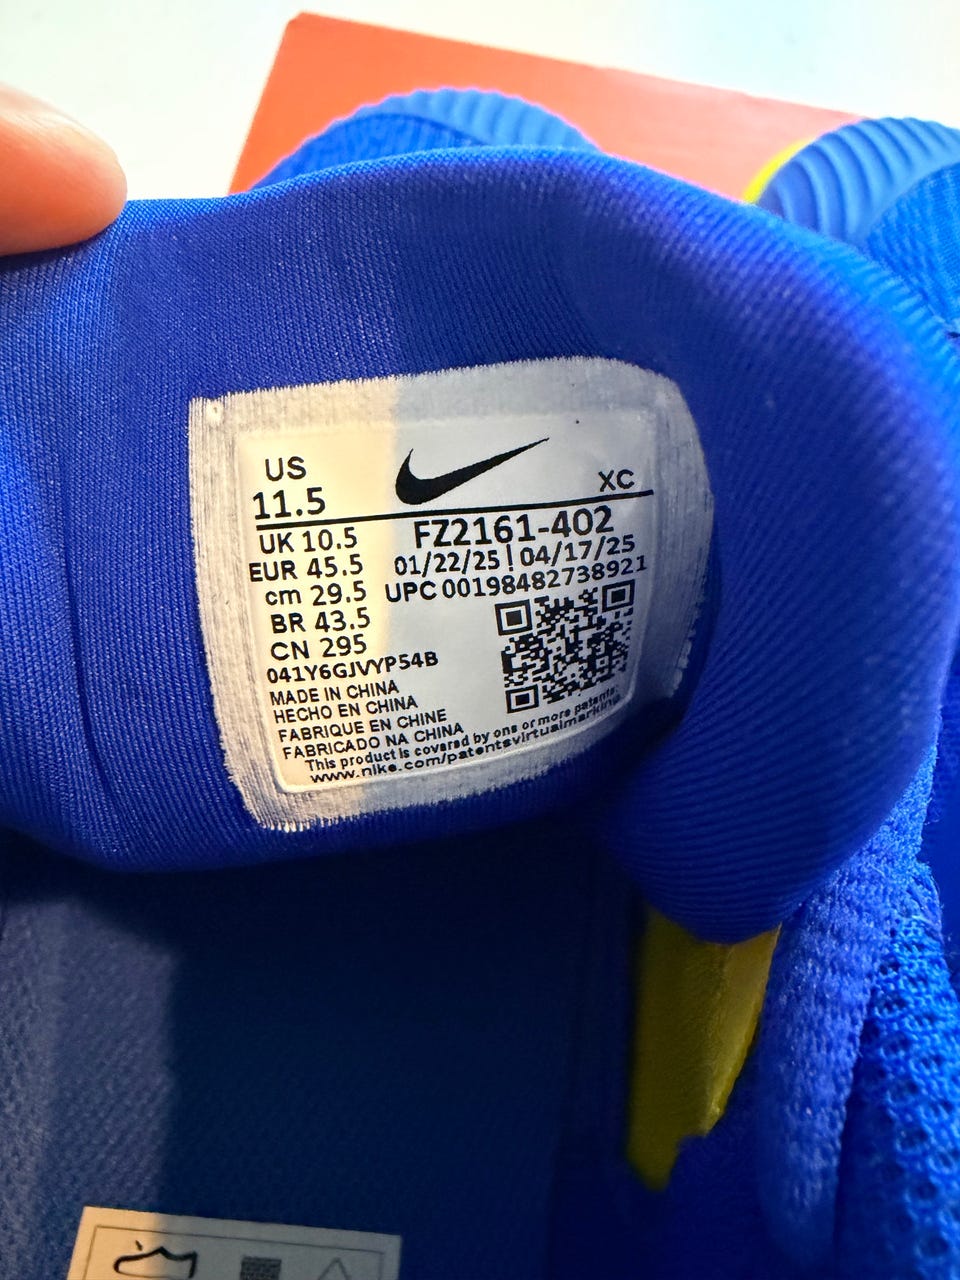 US
11.5
XC
UK 10.5
FZ2161-402
EUR 45.5
01/22/25 | 04/17/25
cm 29.5
UPC 00198482738921
BR 43.5
CN 295
041Y6GJVYP54B
MADE IN CHINA
HECHO EN CHINA
FABRIQUE EN CHINE
FABRICADO NA CHINA
This product is covered by one or more patents.
www.nike.com/patentsvirtualmarking